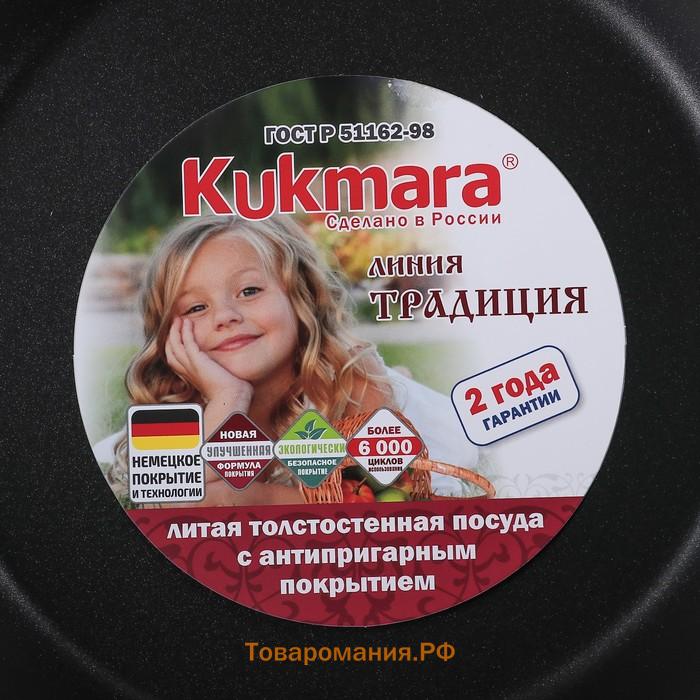 ГОСТ Р 51162-98
Kukmara®
Сделано в России
линия
ТРАДИЦИЯ
2 года
ГАРАНТИИ
НЕМЕЦКОЕ
ПОКРЫТИЕ
И ТЕХНОЛОГИИ
НОВАЯ
УЛУЧШЕННАЯ
ФОРМУЛА
ПОКРЫТИЯ
ЭКОЛОГИЧЕСКИ
БЕЗОПАСНОЕ
ПОКРЫТИЕ
БОЛЕЕ
6 000
ЦИКЛОВ
ИСПОЛЬЗОВАНИЯ
литая толстостенная посуда
с антипригарным
покрытием
Товаромания.РФ